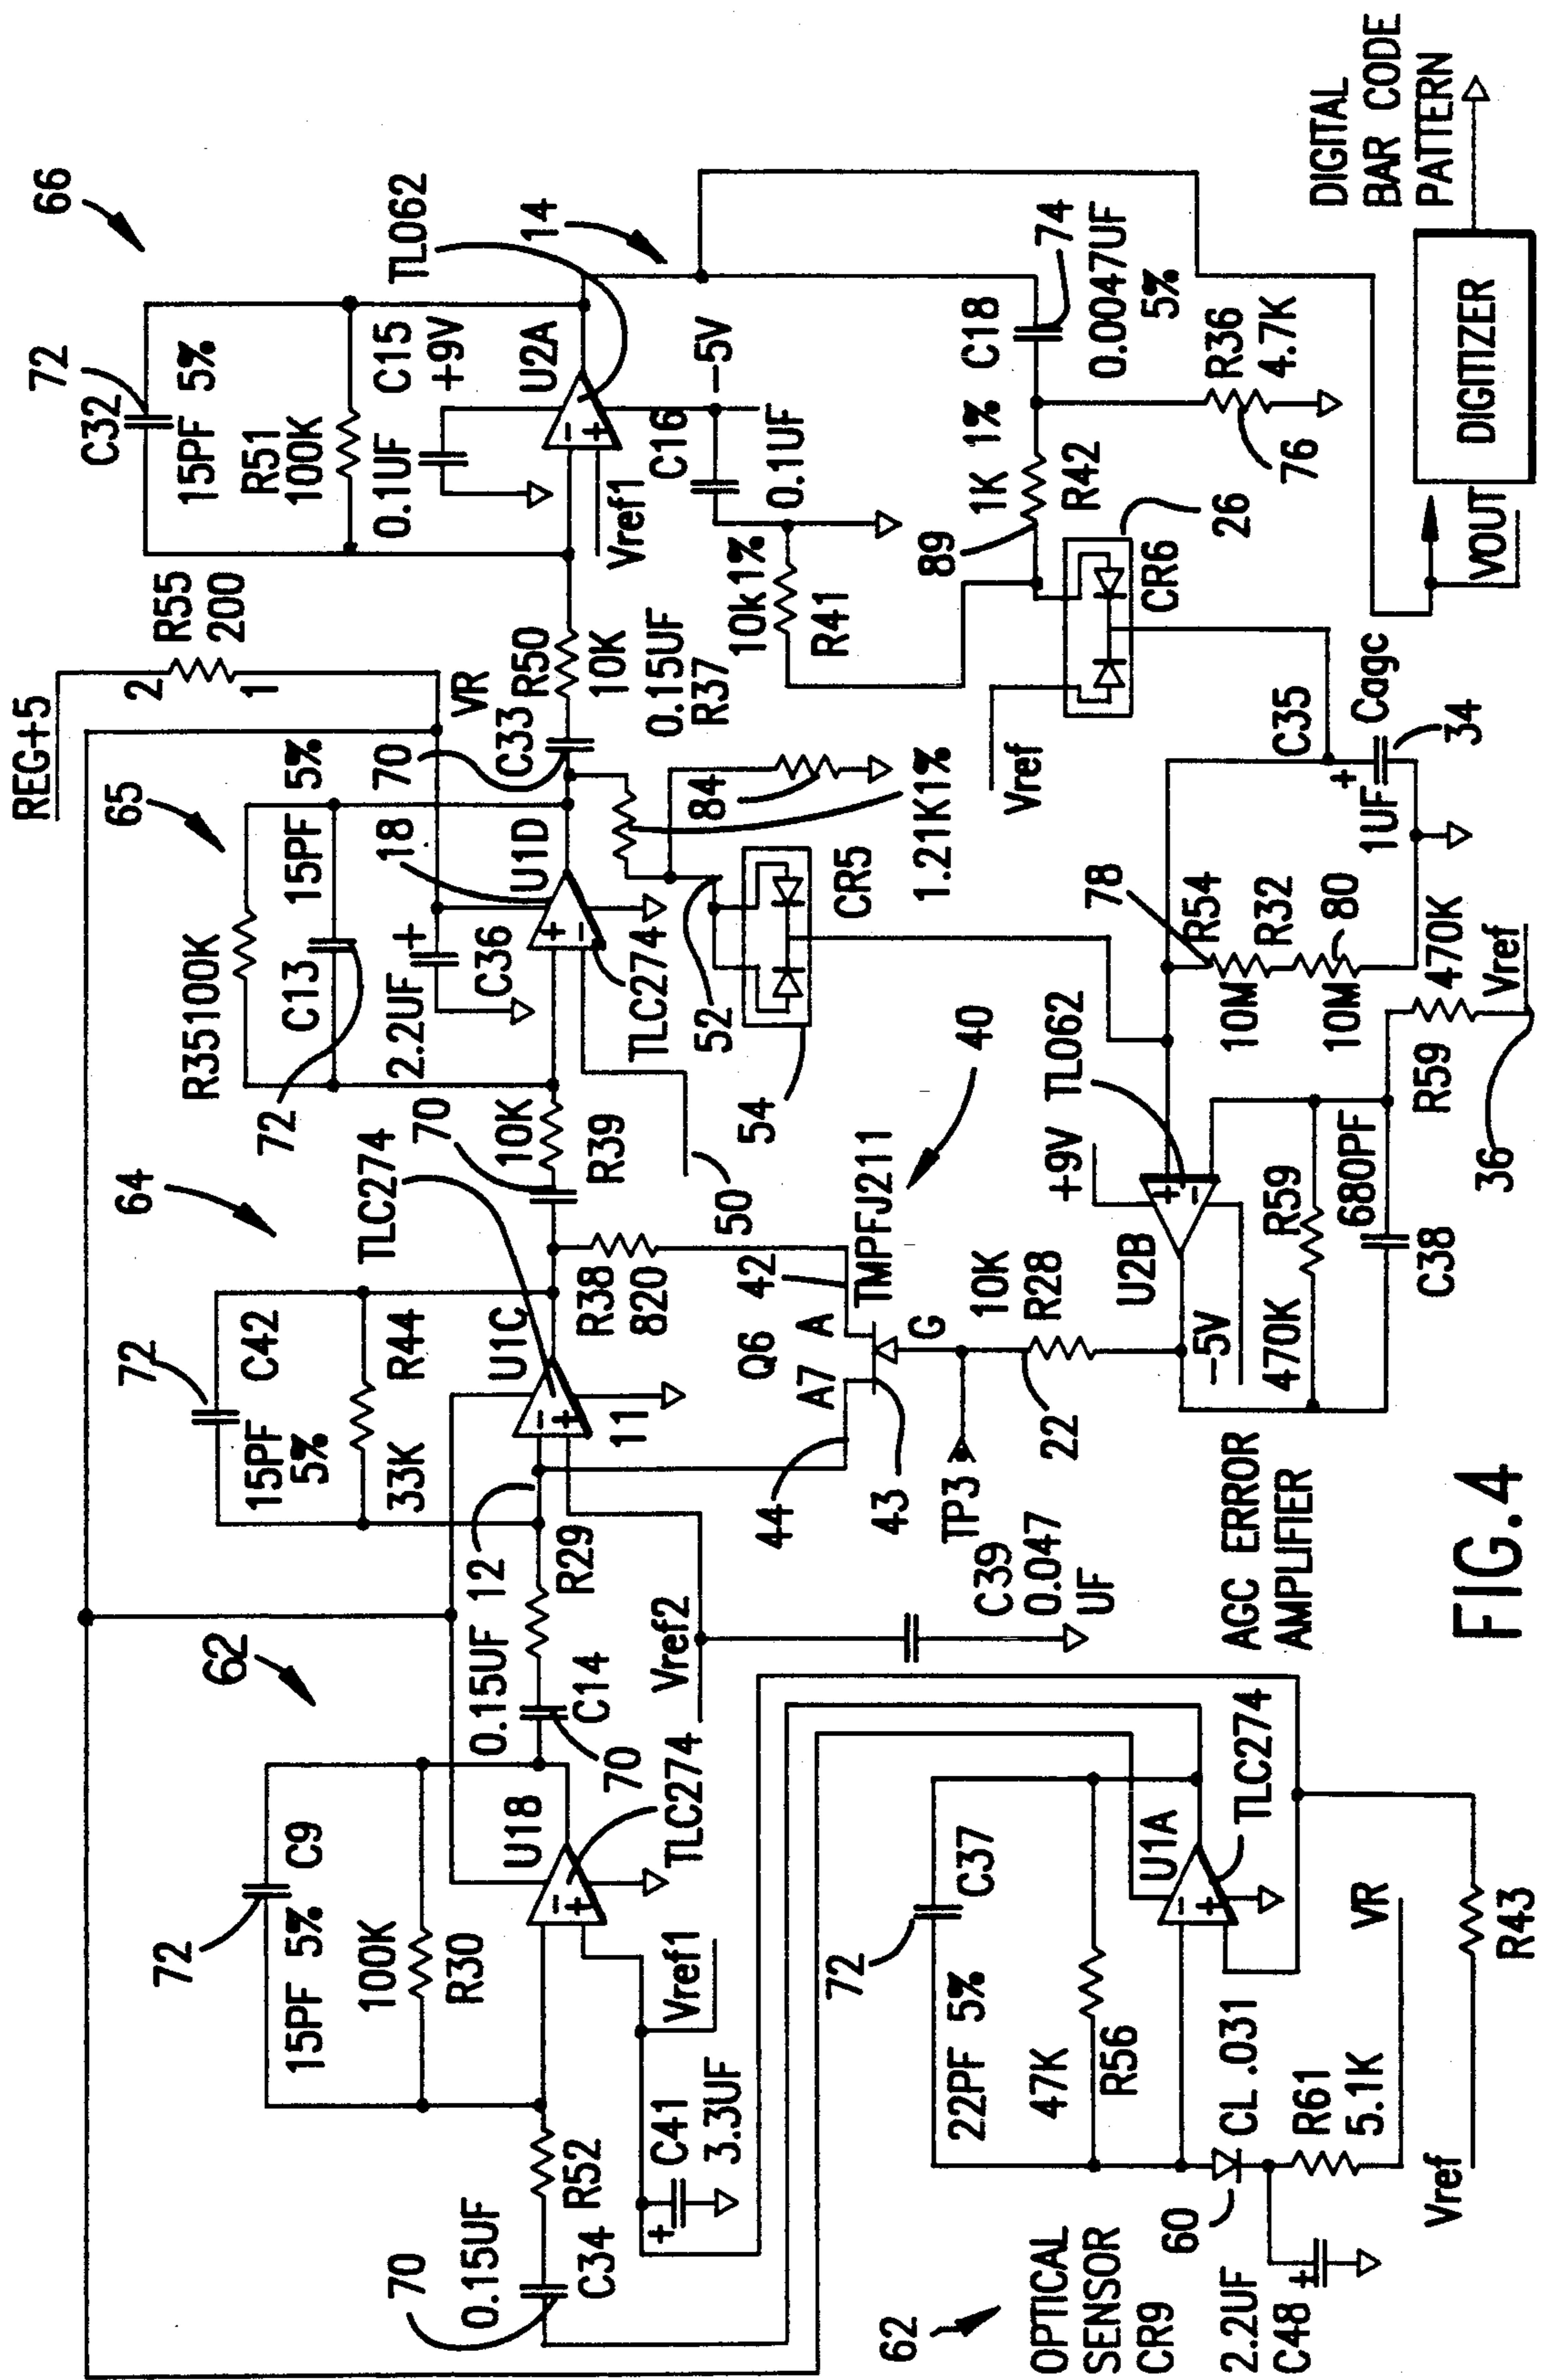 66
REG+5
65
64
62
72
C32
15PF 5%
R51
100K
0.1UF
C15
+9V
U2A
TL062
14
Vref1
C16
-5V
0.1UF
10k1%
R41
R55
200
2
1
VR
R50
10K
0.15UF
R37
70
C33
R35100K
C13
15PF 5%
72
18
U1D
2.2UF
+
C36
TLC274
84
1.21K1%
52
CR5
54
70
10K
R39
50
TLC274
72
C42
15PF
5%
R44
33K
U1C
11
R38
820
12
R29
0.15UF
C14
70
Vref2
72
C9
15PF 5%
100K
R30
U18
TLC274
Vref1
R52
0.15UF
C34
70
+
C41
3.3UF
42
Q6
A
A7
TMPFJ211
G
44
43
TP3
22
10K
R28
40
C39
0.047
UF
89
1K 1%
R42
C18
74
0.0047UF
5%
R36
4.7K
76
26
CR6
Vref
C35
Cagc
+
1UF
34
78
R54
10M
R32
10M
80
470K
R59
Vref
36
+9V
TL062
U2B
-5V
R59
470K
680PF
C38
AGC ERROR
AMPLIFIER
VOUT
DIGITIZER
DIGITAL
BAR CODE
PATTERN
72
C37
22PF 5%
47K
R56
U1A
TLC274
60
CL .031
R61
5.1K
VR
Vref
R43
62
OPTICAL
SENSOR
CR9
2.2UF
C48
+
FIG.4